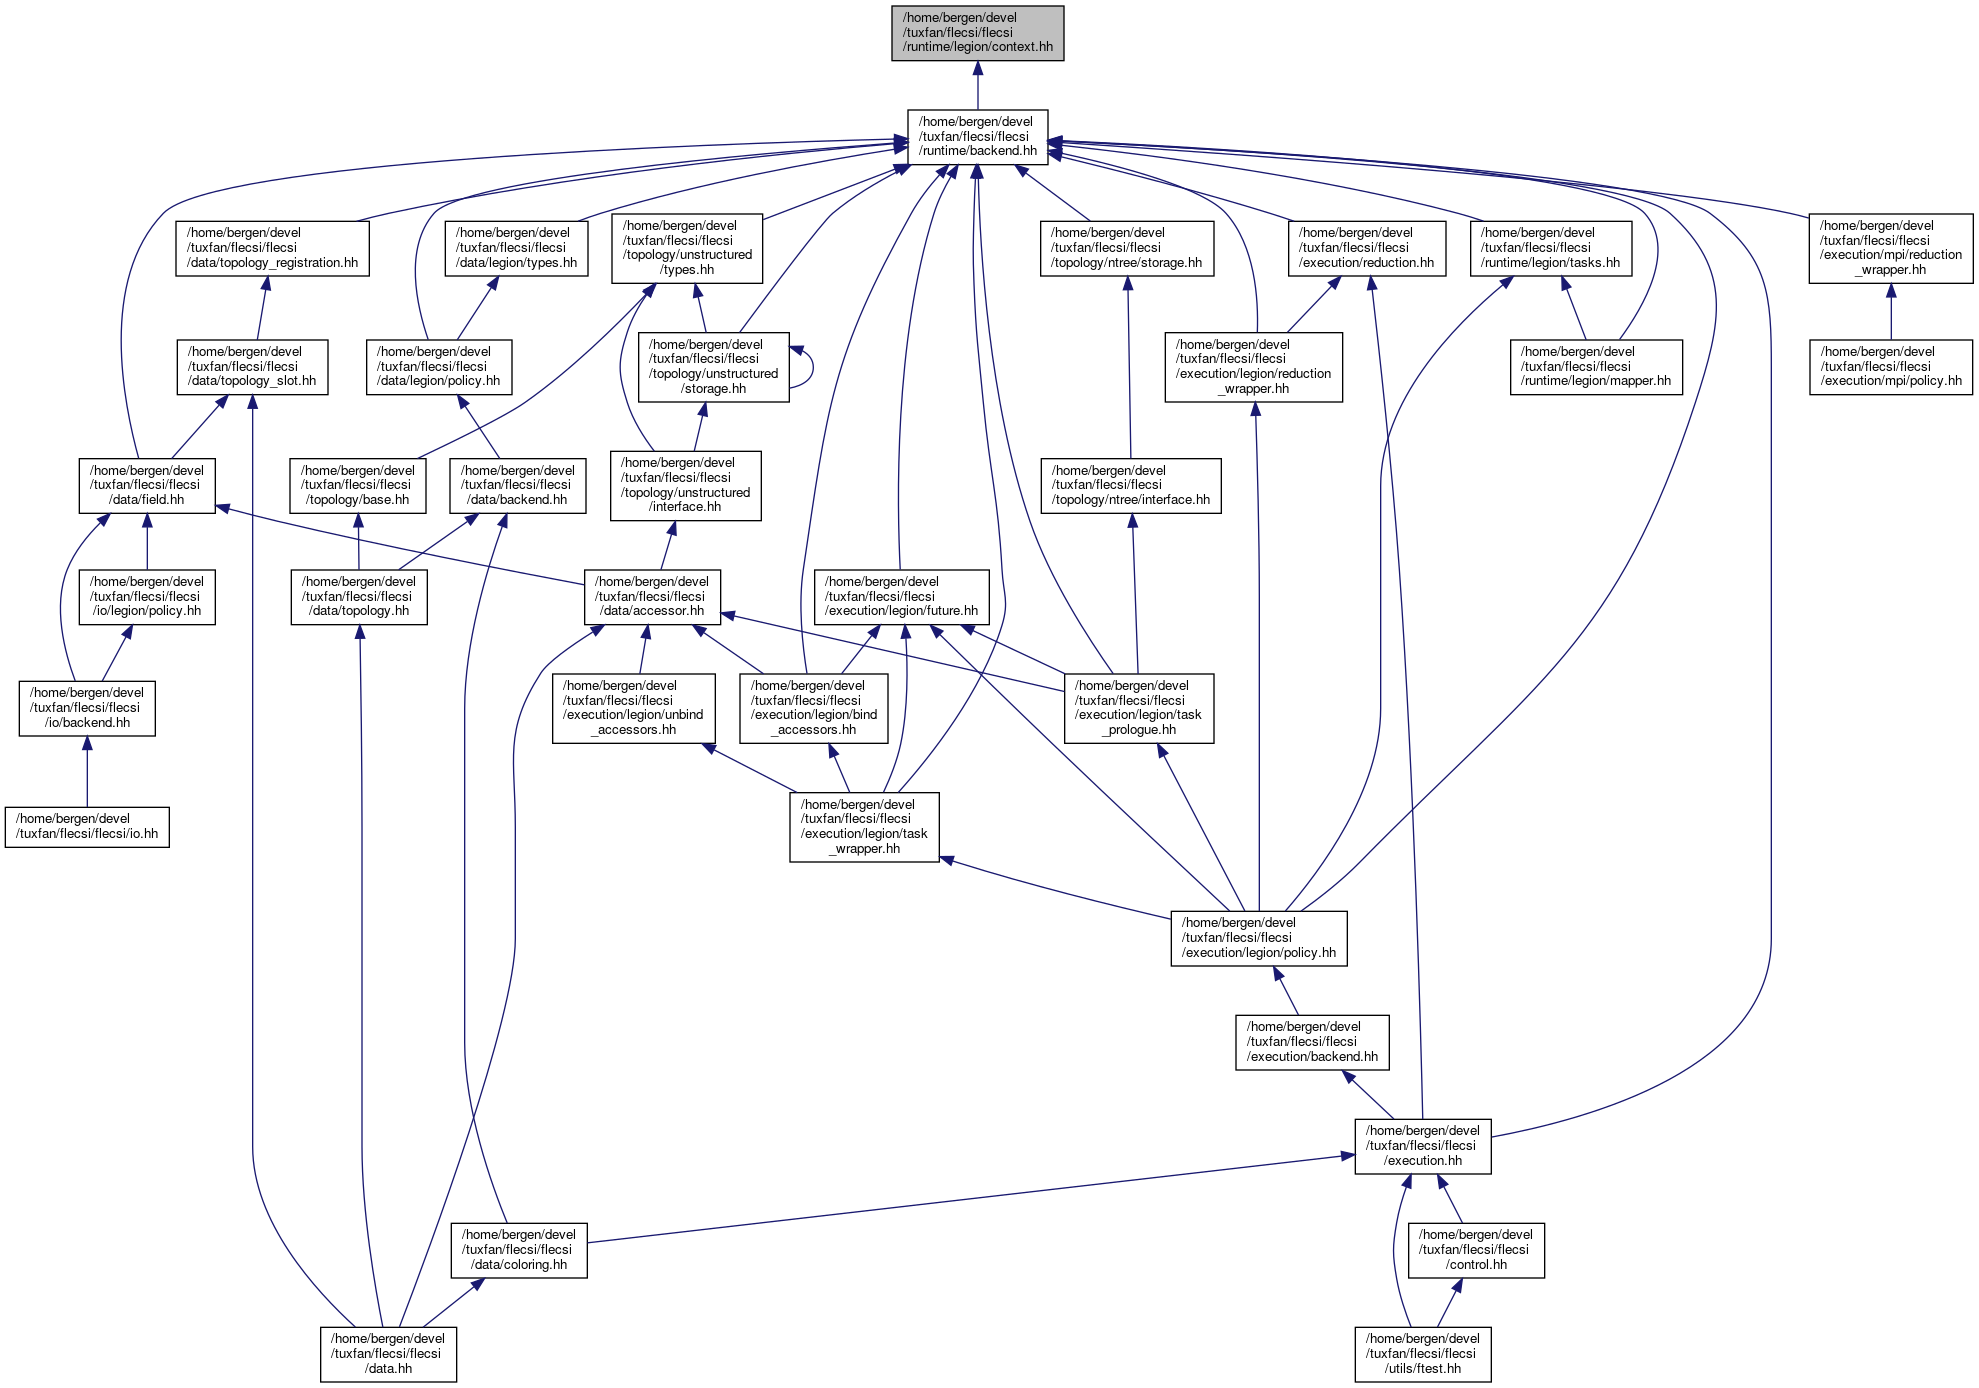 /home/bergen/devel
/tuxfan/flecsi/flecsi
/runtime/legion/context.hh
/home/bergen/devel
/tuxfan/flecsi/flecsi
/runtime/backend.hh
/home/bergen/devel
/tuxfan/flecsi/flecsi
/data/topology_registration.hh
/home/bergen/devel
/tuxfan/flecsi/flecsi
/data/legion/types.hh
/home/bergen/devel
/tuxfan/flecsi/flecsi
/topology/unstructured
/types.hh
/home/bergen/devel
/tuxfan/flecsi/flecsi
/topology/ntree/storage.hh
/home/bergen/devel
/tuxfan/flecsi/flecsi
/execution/reduction.hh
/home/bergen/devel
/tuxfan/flecsi/flecsi
/runtime/legion/tasks.hh
/home/bergen/devel
/tuxfan/flecsi/flecsi
/execution/mpi/reduction
_wrapper.hh
/home/bergen/devel
/tuxfan/flecsi/flecsi
/data/topology_slot.hh
/home/bergen/devel
/tuxfan/flecsi/flecsi
/data/legion/policy.hh
/home/bergen/devel
/tuxfan/flecsi/flecsi
/topology/unstructured
/storage.hh
/home/bergen/devel
/tuxfan/flecsi/flecsi
/execution/legion/reduction
_wrapper.hh
/home/bergen/devel
/tuxfan/flecsi/flecsi
/runtime/legion/mapper.hh
/home/bergen/devel
/tuxfan/flecsi/flecsi
/execution/mpi/policy.hh
/home/bergen/devel
/tuxfan/flecsi/flecsi
/data/field.hh
/home/bergen/devel
/tuxfan/flecsi/flecsi
/topology/base.hh
/home/bergen/devel
/tuxfan/flecsi/flecsi
/data/backend.hh
/home/bergen/devel
/tuxfan/flecsi/flecsi
/topology/unstructured
/interface.hh
/home/bergen/devel
/tuxfan/flecsi/flecsi
/topology/ntree/interface.hh
/home/bergen/devel
/tuxfan/flecsi/flecsi
/io/legion/policy.hh
/home/bergen/devel
/tuxfan/flecsi/flecsi
/data/topology.hh
/home/bergen/devel
/tuxfan/flecsi/flecsi
/data/accessor.hh
/home/bergen/devel
/tuxfan/flecsi/flecsi
/execution/legion/future.hh
/home/bergen/devel
/tuxfan/flecsi/flecsi
/io/backend.hh
/home/bergen/devel
/tuxfan/flecsi/flecsi
/execution/legion/unbind
_accessors.hh
/home/bergen/devel
/tuxfan/flecsi/flecsi
/execution/legion/bind
_accessors.hh
/home/bergen/devel
/tuxfan/flecsi/flecsi
/execution/legion/task
_prologue.hh
/home/bergen/devel
/tuxfan/flecsi/flecsi/io.hh
/home/bergen/devel
/tuxfan/flecsi/flecsi
/execution/legion/task
_wrapper.hh
/home/bergen/devel
/tuxfan/flecsi/flecsi
/execution/legion/policy.hh
/home/bergen/devel
/tuxfan/flecsi/flecsi
/execution/backend.hh
/home/bergen/devel
/tuxfan/flecsi/flecsi
/execution.hh
/home/bergen/devel
/tuxfan/flecsi/flecsi
/data/coloring.hh
/home/bergen/devel
/tuxfan/flecsi/flecsi
/control.hh
/home/bergen/devel
/tuxfan/flecsi/flecsi
/data.hh
/home/bergen/devel
/tuxfan/flecsi/flecsi
/utils/ftest.hh